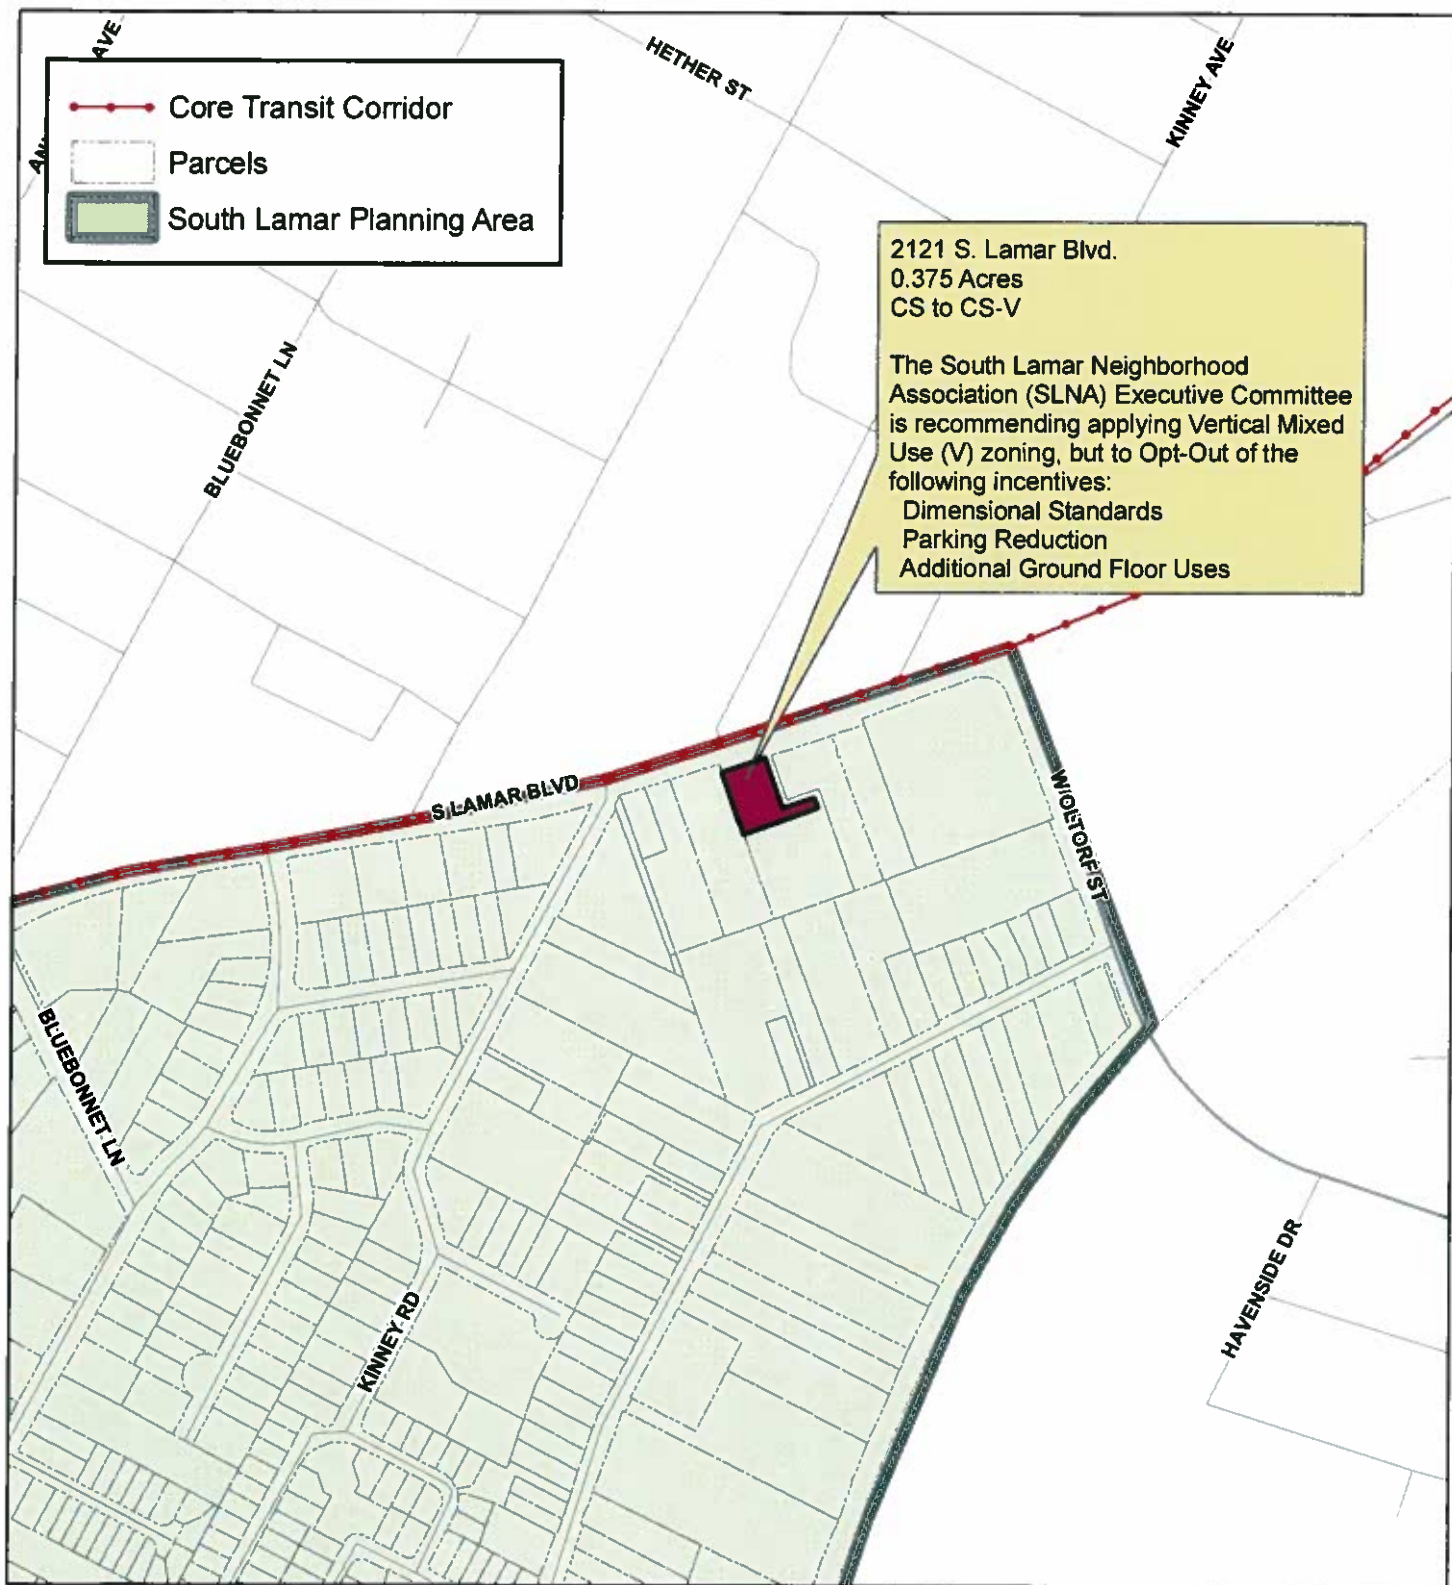 AVE
HETHER ST
KINNEY AVE
Core Transit Corridor
Parcels
South Lamar Planning Area
2121 S. Lamar Blvd.
0.375 Acres
CS to CS-V
The South Lamar Neighborhood
Association (SLNA) Executive Committee
is recommending applying Vertical Mixed
Use (V) zoning, but to Opt-Out of the
following incentives:
Dimensional Standards
Parking Reduction
Additional Ground Floor Uses
BLUEBONNET LN
S LAMAR BLVD
W OLTORF ST
BLUEBONNET LN
KINNEY RD
HAVENSIDE DR